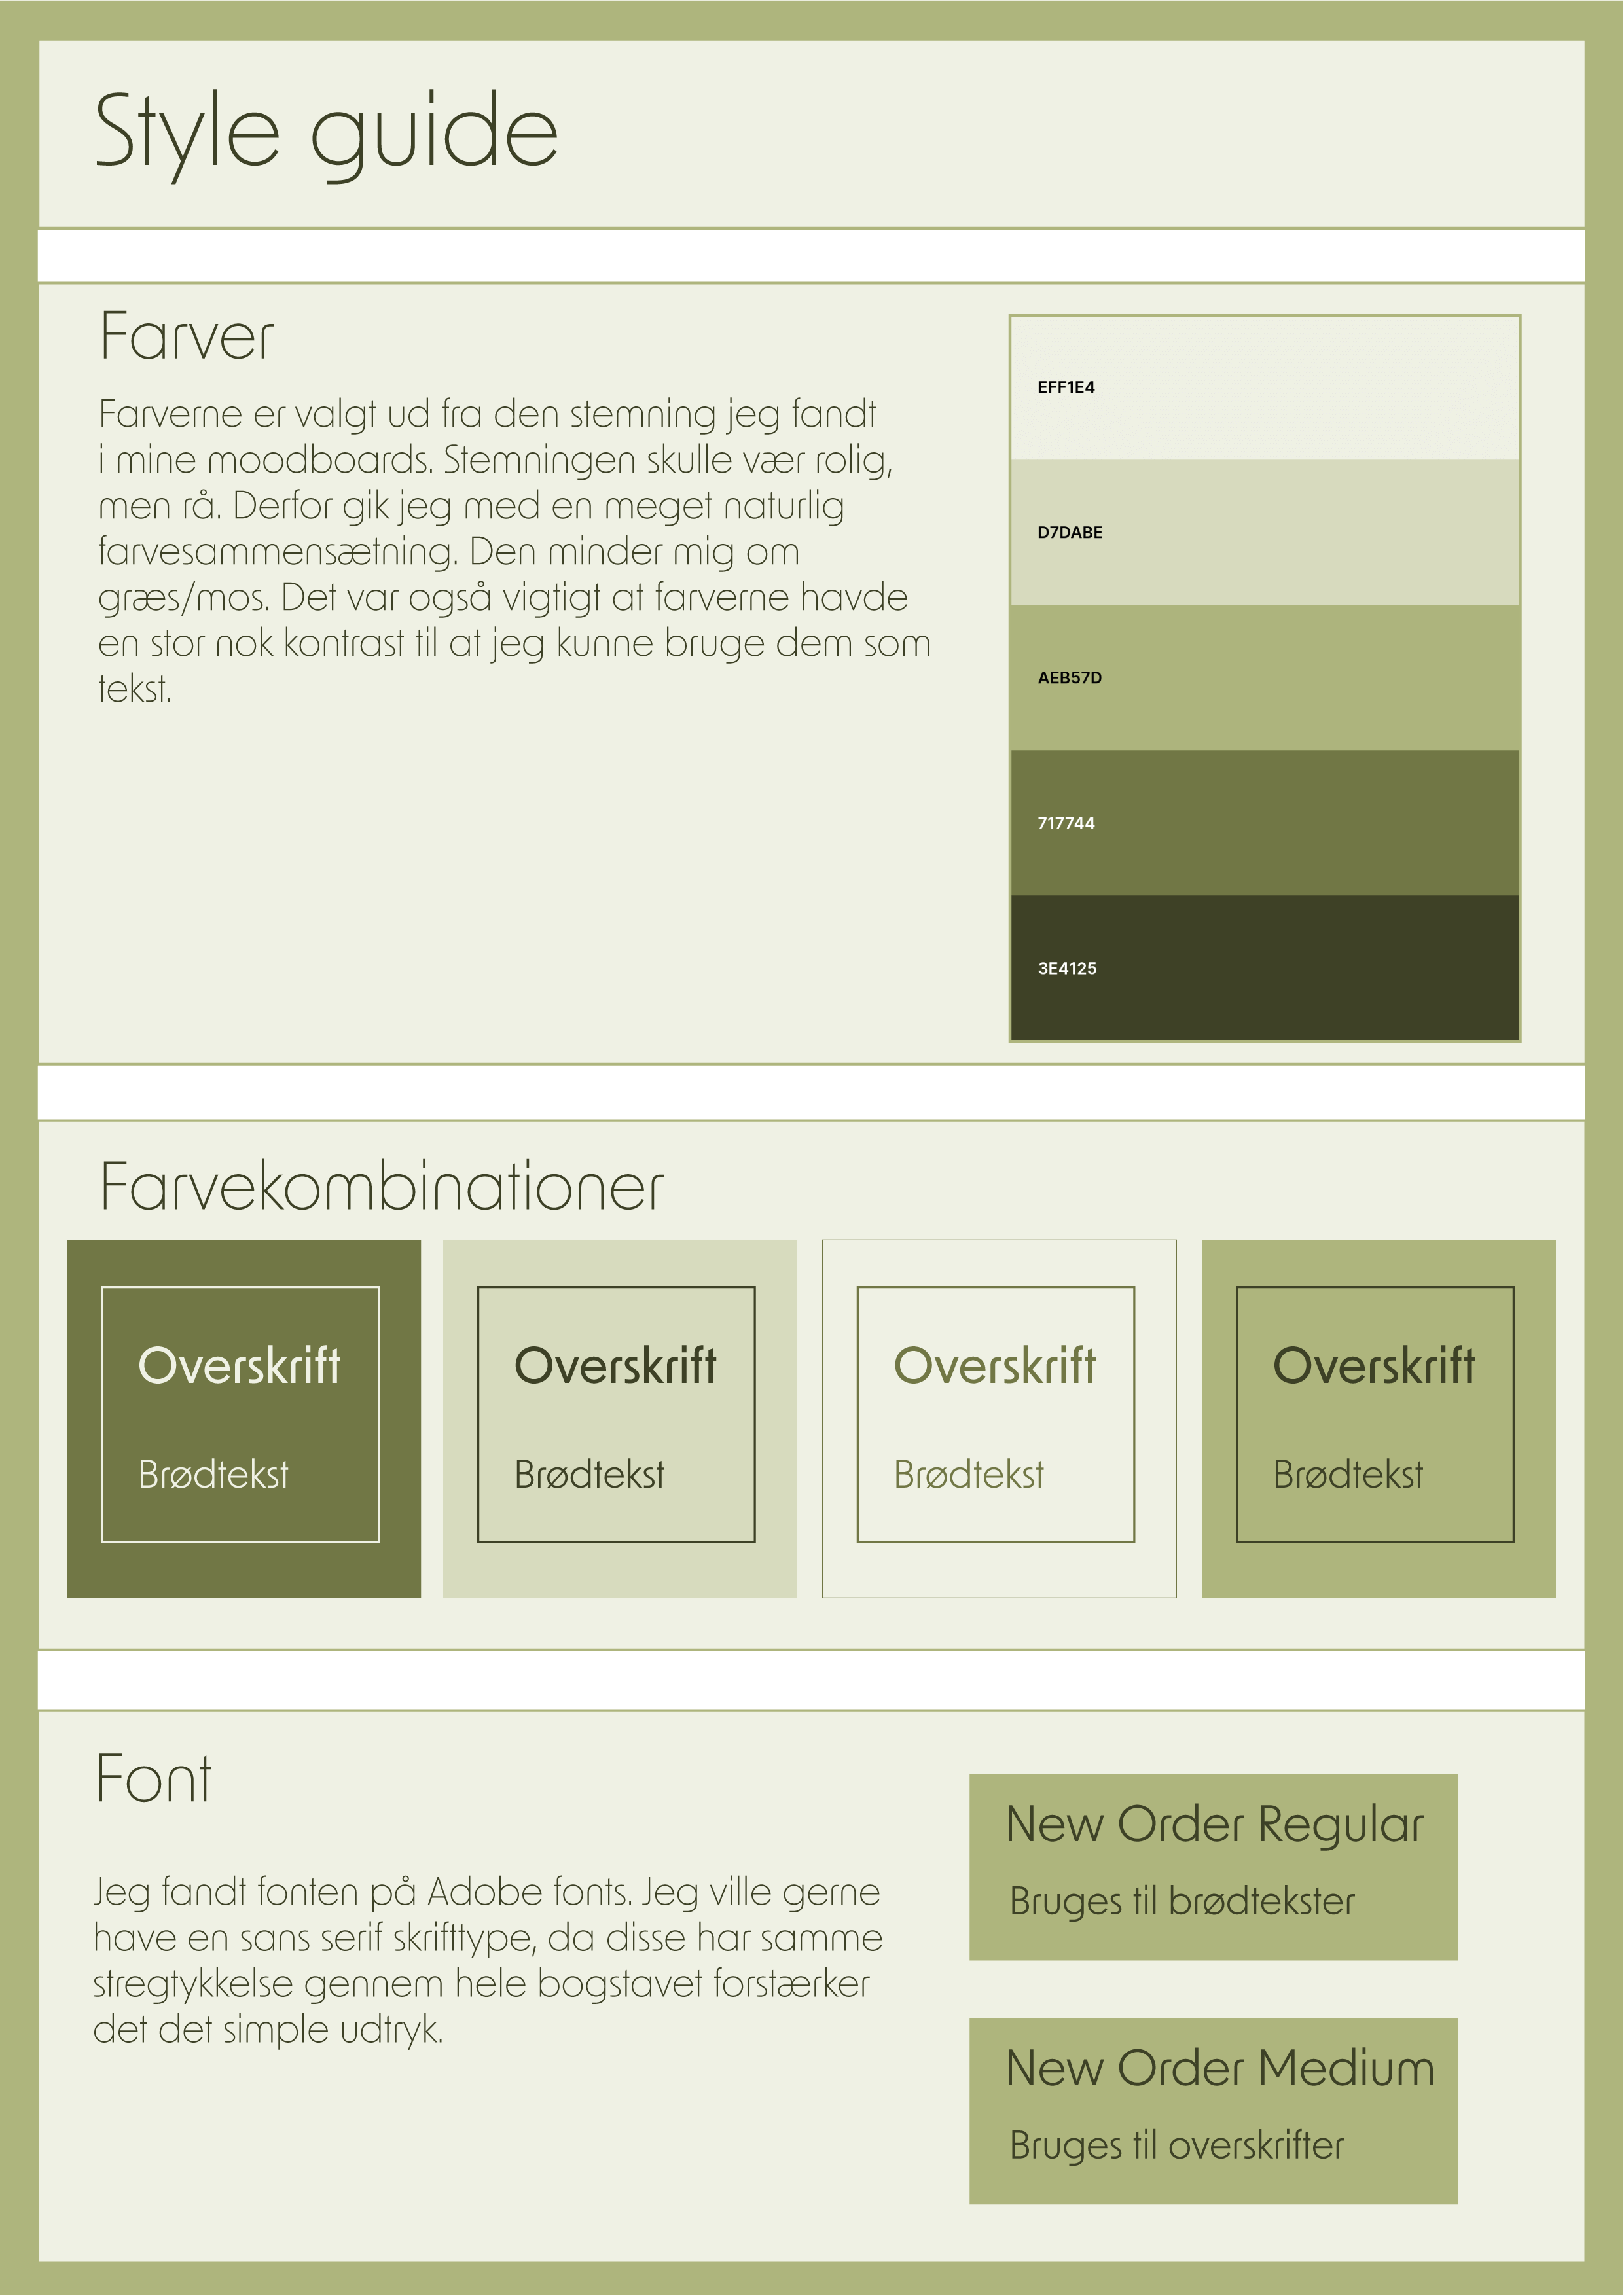 Style guide
Farver
Farverne er valgt ud fra den stemning jeg fandt
i mine moodboards. Stemningen skulle vær rolig,
men rå. Derfor gik jeg med en meget naturlig
farvesammensætning. Den minder mig om
græs/mos. Det var også vigtigt at farverne havde
en stor nok kontrast til at jeg kunne bruge dem som
tekst.
EFF1E4
D7DABE
AEB57D
717744
3E4125
Farvekombinationer
Overskrift
Brødtekst
Overskrift
Brødtekst
Overskrift
Brødtekst
Overskrift
Brødtekst
Font
Jeg fandt fonten på Adobe fonts. Jeg ville gerne
have en sans serif skrifttype, da disse har samme
stregtykkelse gennem hele bogstavet forstærker
det det simple udtryk.
New Order Regular
Bruges til brødtekster
New Order Medium
Bruges til overskrifter